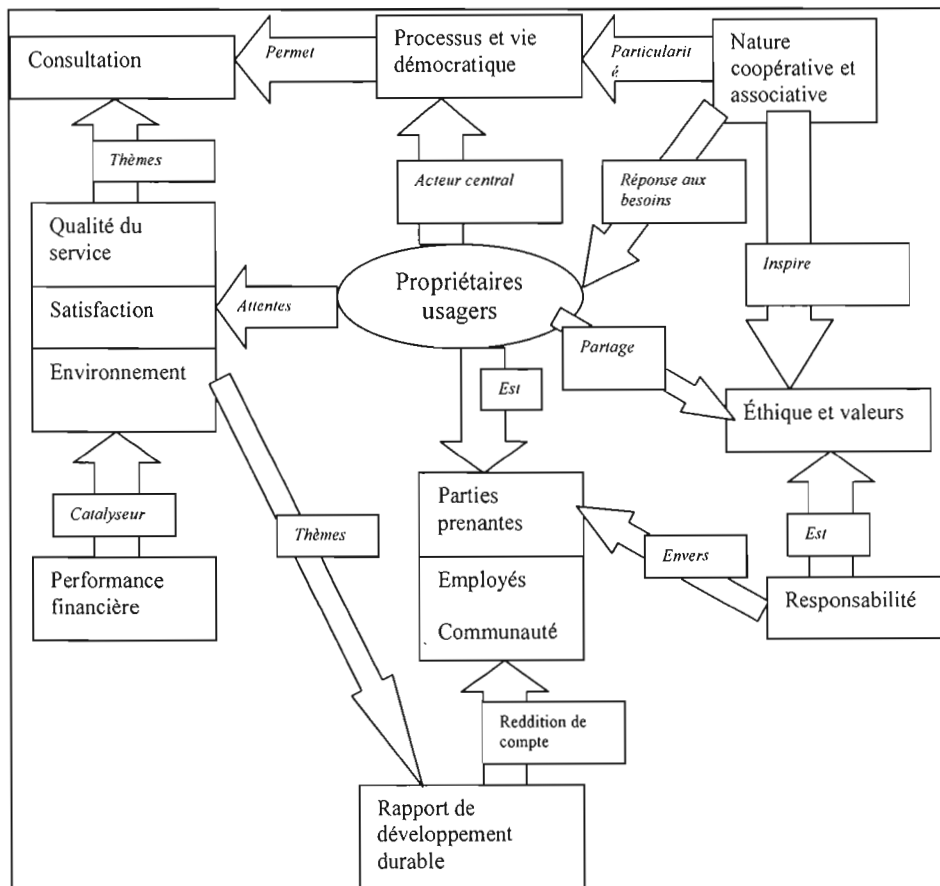 Consultation
Permet
Processus et vie
démocratique
Particularit
é
Nature
coopérative et
associative
Thèmes
Acteur central
Réponse aux
besoins
Inspire
Qualité du
service
Satisfaction
Environnement
Attentes
Propriétaires
usagers
Partage
Est
Éthique et valeurs
Catalyseur
Thèmes
Parties
prenantes
Employés
Communauté
Envers
Est
Performance
financière
Responsabilité
Reddition de
compte
Rapport de
développement
durable